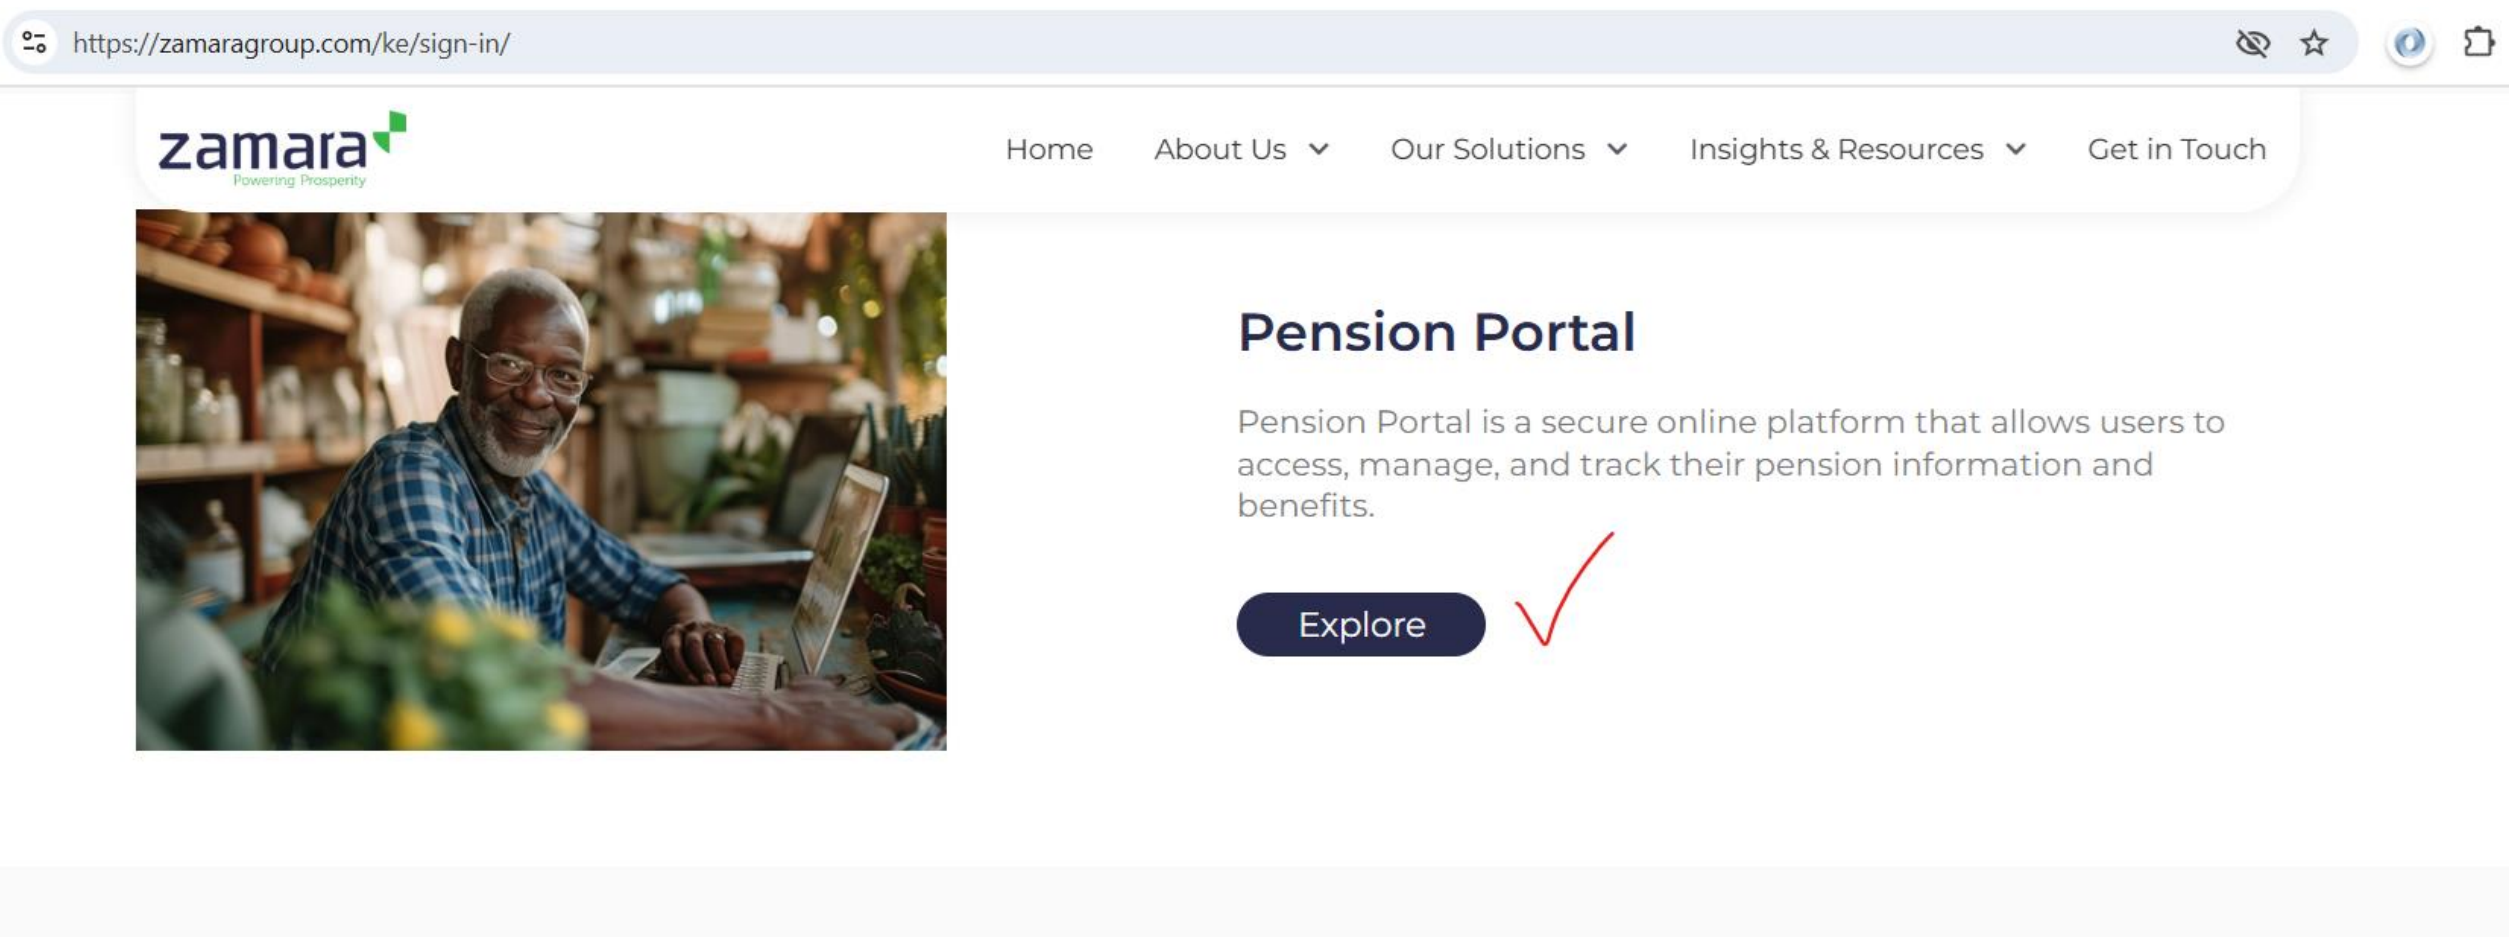 https://zamaragroup.com/ke/sign-in/
zamara
Powering Prosperity
Home About Us Our Solutions Insights & Resources Get in Touch
Pension Portal
Pension Portal is a secure online platform that allows users to
access, manage, and track their pension information and
benefits.
Explore